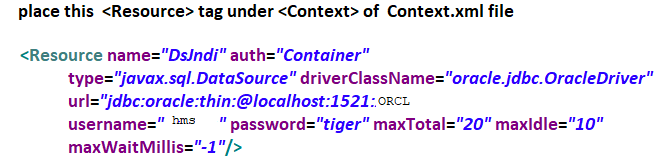 place this <Resource> tag under <Context> of Context.xml file
<Resource name="DsJndi" auth="Container"
type="javax.sql.DataSource" driverClassName="oracle.jdbc.OracleDriver"
url="jdbc:oracle:thin:@localhost:1521:ORCL
username=" hms " password="tiger" maxTotal="20" maxIdle="10"
maxWaitMillis="-1"/>